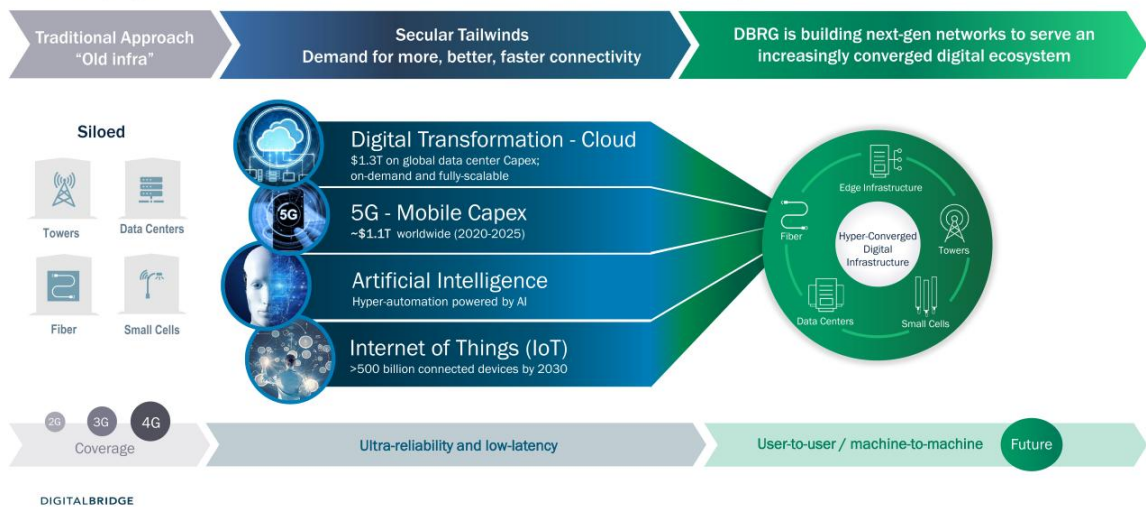 Traditional Approach
“Old infra”
Secular Tailwinds
Demand for more, better, faster connectivity
DBRG is building next-gen networks to serve an
increasingly converged digital ecosystem
Siloed
Towers
Data Centers
Fiber
Small Cells
Digital Transformation - Cloud
$1.3T on global data center Capex;
on-demand and fully-scalable
5G
5G - Mobile Capex
~$1.1T worldwide (2020-2025)
Artificial Intelligence
Hyper-automation powered by AI
Internet of Things (IoT)
>500 billion connected devices by 2030
Edge Infrastructure
Fiber
Towers
Hyper-Converged
Digital
Infrastructure
Data Centers
Small Cells
2G
3G
4G
Coverage
Ultra-reliability and low-latency
User-to-user / machine-to-machine
Future
DIGITALBRIDGE